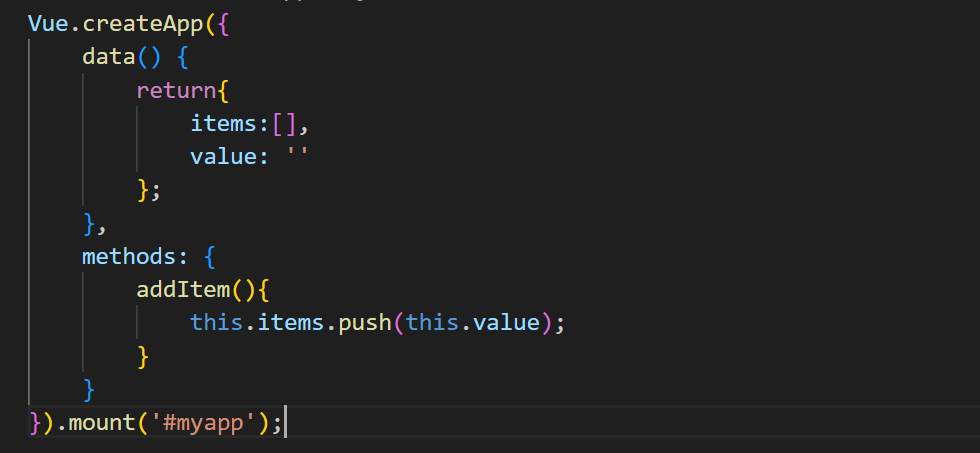 Vue.createApp({
    data() {
        return{
            items:[],
            value: ''
        };
    },
    methods: {
        addItem(){
            this.items.push(this.value);
        }
    }
}).mount('#myapp');